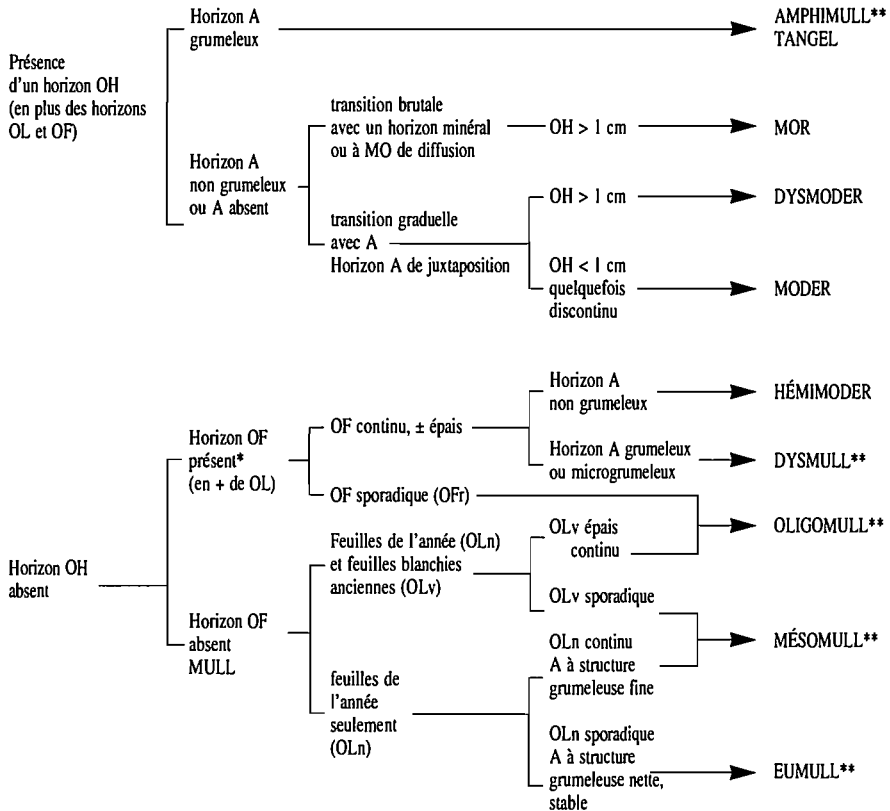 Présence
d'un horizon OH
(en plus des horizons
OL et OF)
Horizon A
grumeleux
AMPHIMULL**
TANGEL
Horizon A
non grumeleux
ou A absent
transition brutale
avec un horizon minéral
ou à MO de diffusion
OH > 1 cm
MOR
transition graduelle
avec A
Horizon A de juxtaposition
OH > 1 cm
DYSMODER
OH < 1 cm
quelquefois
discontinu
MODER
Horizon OH
absent
Horizon OF
présent*
(en + de OL)
OF continu, ± épais
Horizon A
non grumeleux
HÉMIMODER
Horizon A grumeleux
ou microgrumeleux
DYSMULL**
OF sporadique (OFr)
OLIGOMULL**
Horizon OF
absent
MULL
Feuilles de l'année (OLn)
et feuilles blanchies
anciennes (OLv)
OLv épais
continu
OLv sporadique
MÉSOMULL**
feuilles de
l'année
seulement
(OLn)
OLn continu
A à structure
grumeleuse fine
OLn sporadique
A à structure
grumeleuse nette,
stable
EUMULL**